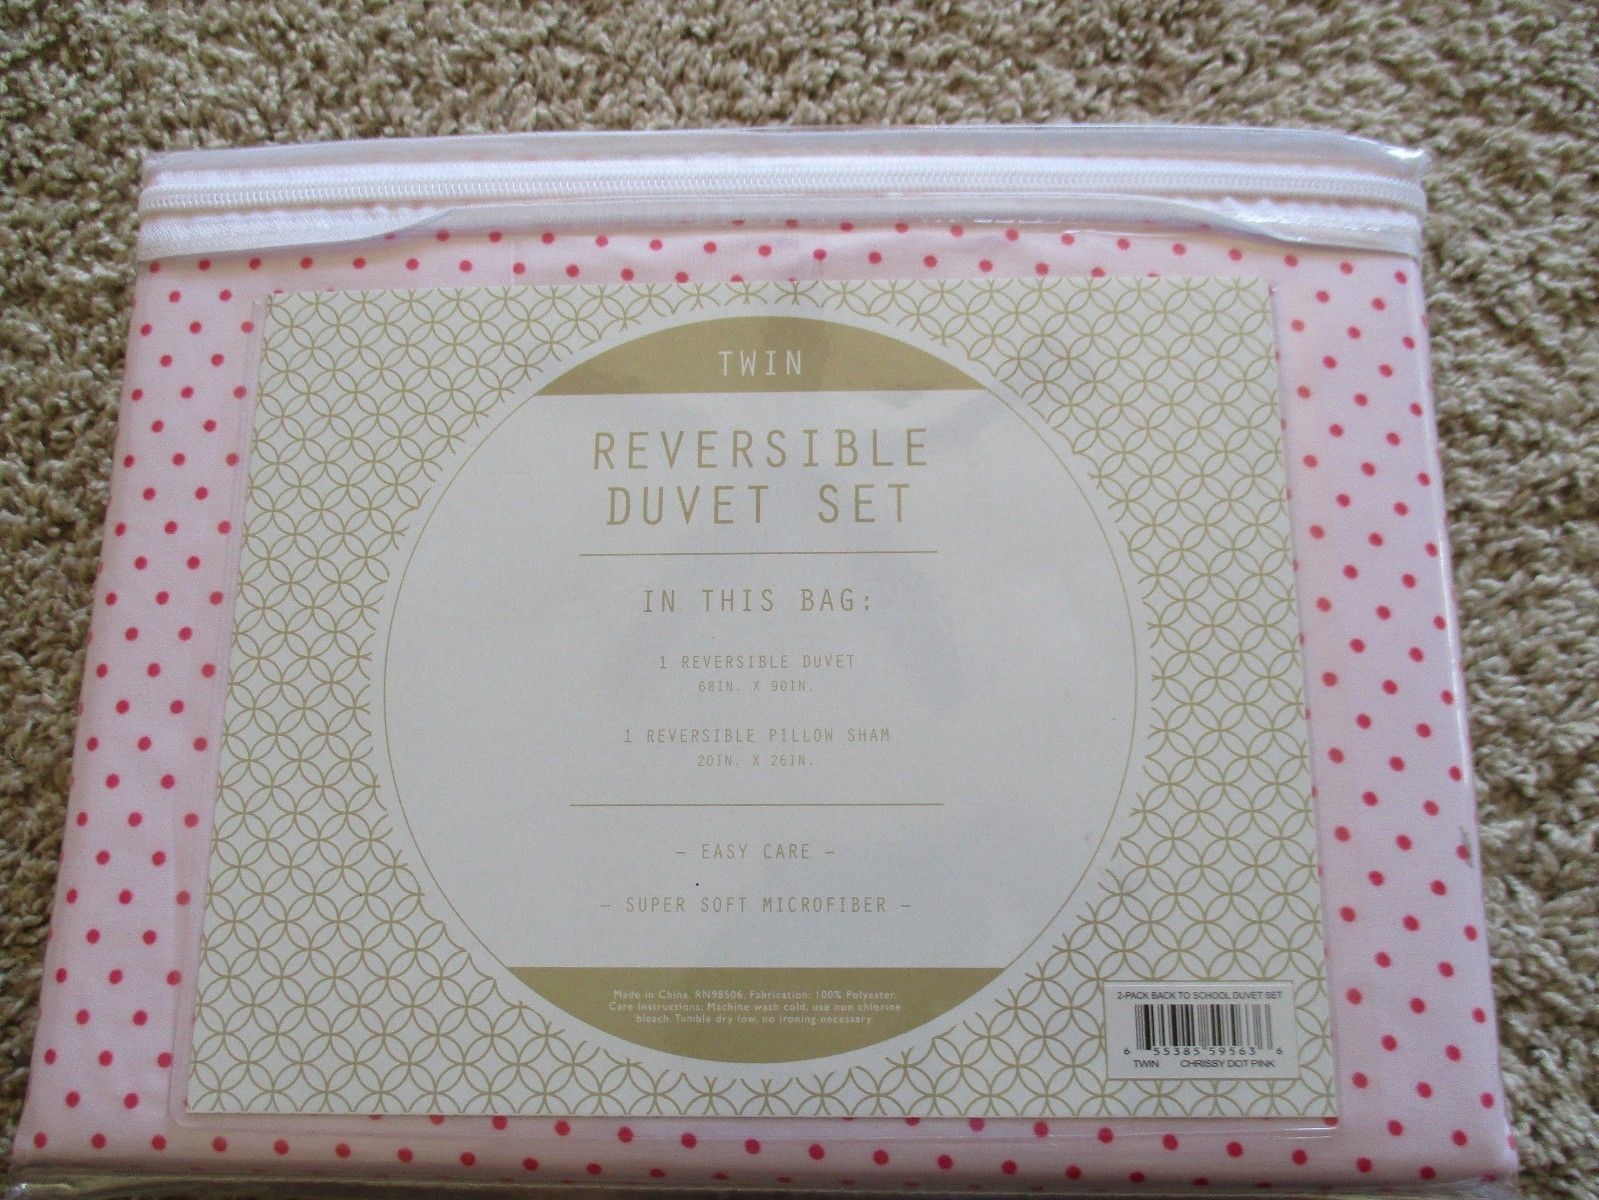 TWIN
REVERSIBLE
DUVET SET
IN THIS BAG:
1 REVERSIBLE DUVET
68IN. X 90IN.
1 REVERSIBLE PILLOW SHAM
20IN. X 26IN.
– EASY CARE –
– SUPER SOFT MICROFIBER –
Made in China. RN98506. Fabrication: 100% Polyester.
Care Instructions: Machine wash cold, use non chlorine
bleach. Tumble dry low, no ironing necessary.
2-PACK BACK TO SCHOOL DUVET SET
6 55385 59563 6
TWIN CHRISSY DOT PINK